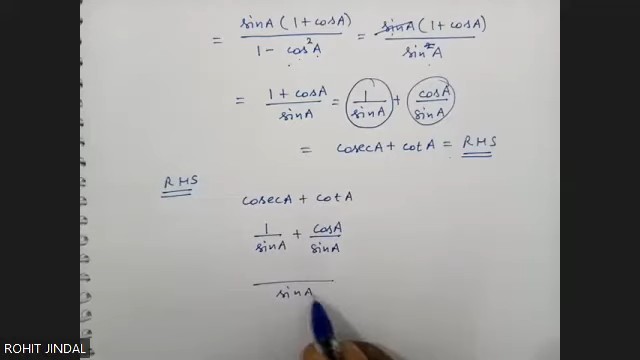 = sinA (1 + cosA) / 1 - cos²A = sinA (1 + cosA) / sin²A
= 1 + cosA / sinA = 1 / sinA + cosA / sinA
= cosecA + cotA = RHS
RHS
cosecA + cotA
1 / sinA + cosA / sinA
sinA
ROHIT JINDAL